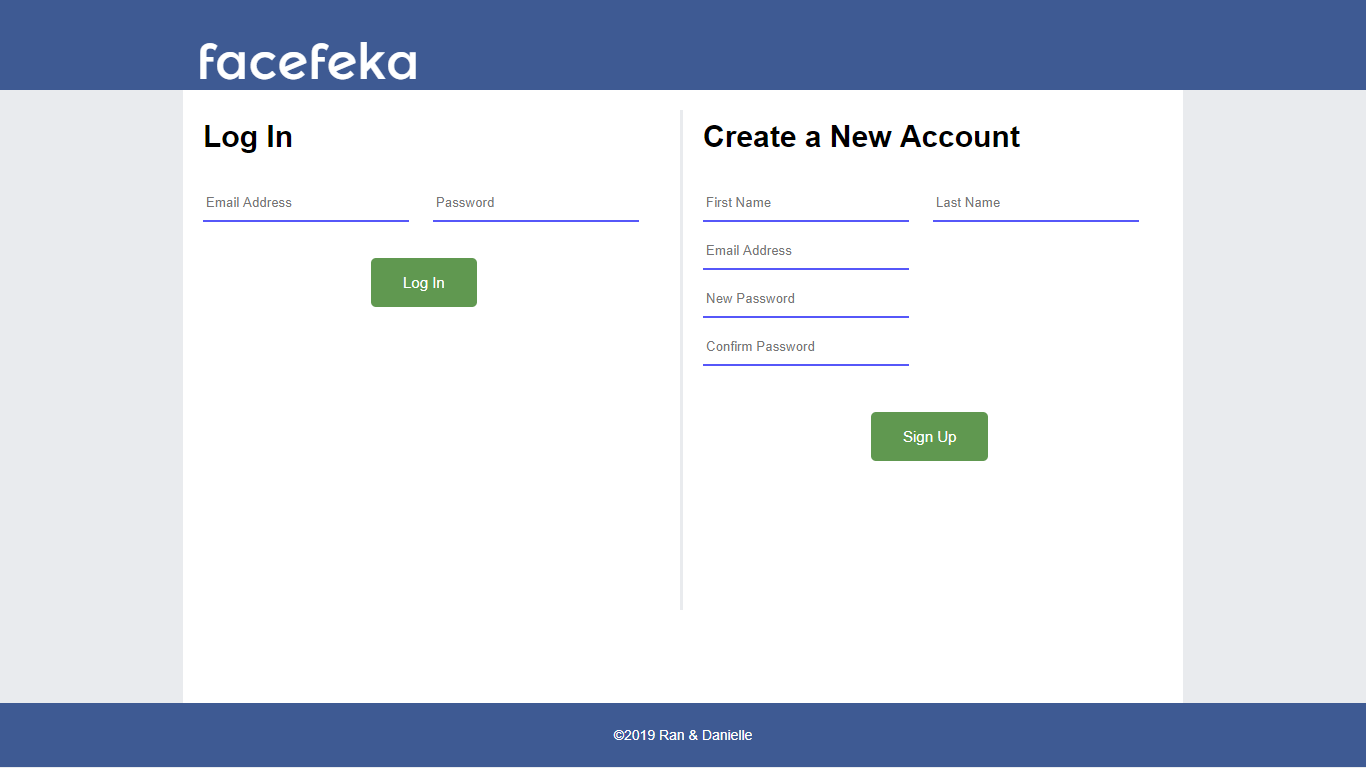 facefeka
Log In
Email Address Password
Log In
Create a New Account
First Name Last Name
Email Address
New Password
Confirm Password
Sign Up
©2019 Ran & Danielle